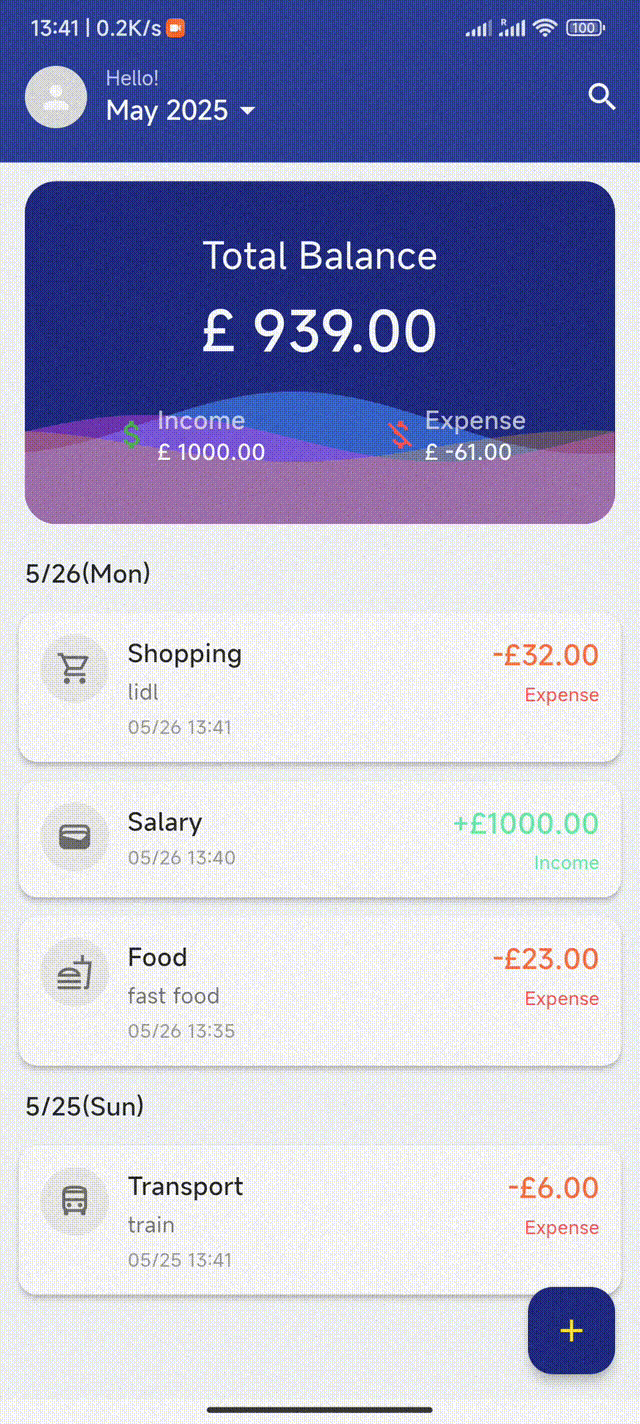 13:41 | 0.2K/s
R
100
Hello!
May 2025
Total Balance
£ 939.00
Income
£ 1000.00
Expense
£ -61.00
5/26(Mon)
Shopping
-£32.00
lidl
Expense
05/26 13:41
Salary
+£1000.00
05/26 13:40
Income
Food
-£23.00
fast food
Expense
05/26 13:35
5/25(Sun)
Transport
-£6.00
train
Expense
05/25 13:41
+